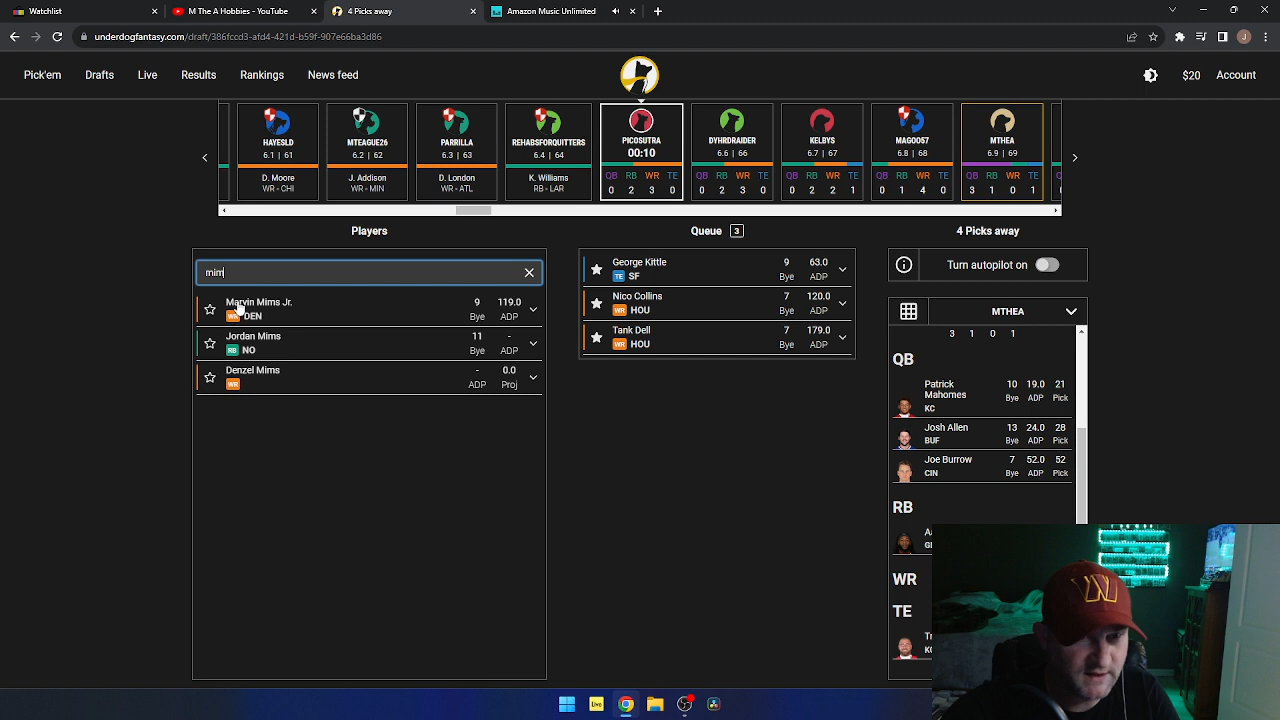 Watchlist
M The A Hobbies - YouTube
4 Picks away
Amazon Music Unlimited
underdogfantasy.com/draft/386fccd3-afd4-421d-b59f-907e66ba3d86
J
Pick'em
Drafts
Live
Results
Rankings
News feed
$20
Account
HAYESLD
6.1 | 61
D. Moore
WR - CHI
MTEAGUE26
6.2 | 62
J. Addison
WR - MIN
PARRILLA
6.3 | 63
D. London
WR - ATL
REHABSFORQUITTERS
6.4 | 64
K. Williams
RB - LAR
PICOSUTRA
00:10
QB RB WR TE
0 2 3 0
DYHRDRAIDER
6.6 | 66
QB RB WR TE
0 2 3 0
KELBYS
6.7 | 67
QB RB WR TE
0 2 2 1
MAGOO57
6.8 | 68
QB RB WR TE
0 1 4 0
MTHEA
6.9 | 69
QB RB WR TE
3 1 0 1
Players
mim
Marvin Mims Jr.
WR DEN
9 119.0
Bye ADP
Jordan Mims
RB NO
11 -
Bye ADP
Denzel Mims
WR
- 0.0
ADP Proj
Queue 3
George Kittle
TE SF
9 63.0
Bye ADP
Nico Collins
WR HOU
7 120.0
Bye ADP
Tank Dell
WR HOU
7 179.0
Bye ADP
4 Picks away
Turn autopilot on
MTHEA
3 1 0 1
QB
Patrick Mahomes
KC
10 19.0 21
Bye ADP Pick
Josh Allen
BUF
13 24.0 28
Bye ADP Pick
Joe Burrow
CIN
7 52.0 52
Bye ADP Pick
RB
WR
TE
Live
W